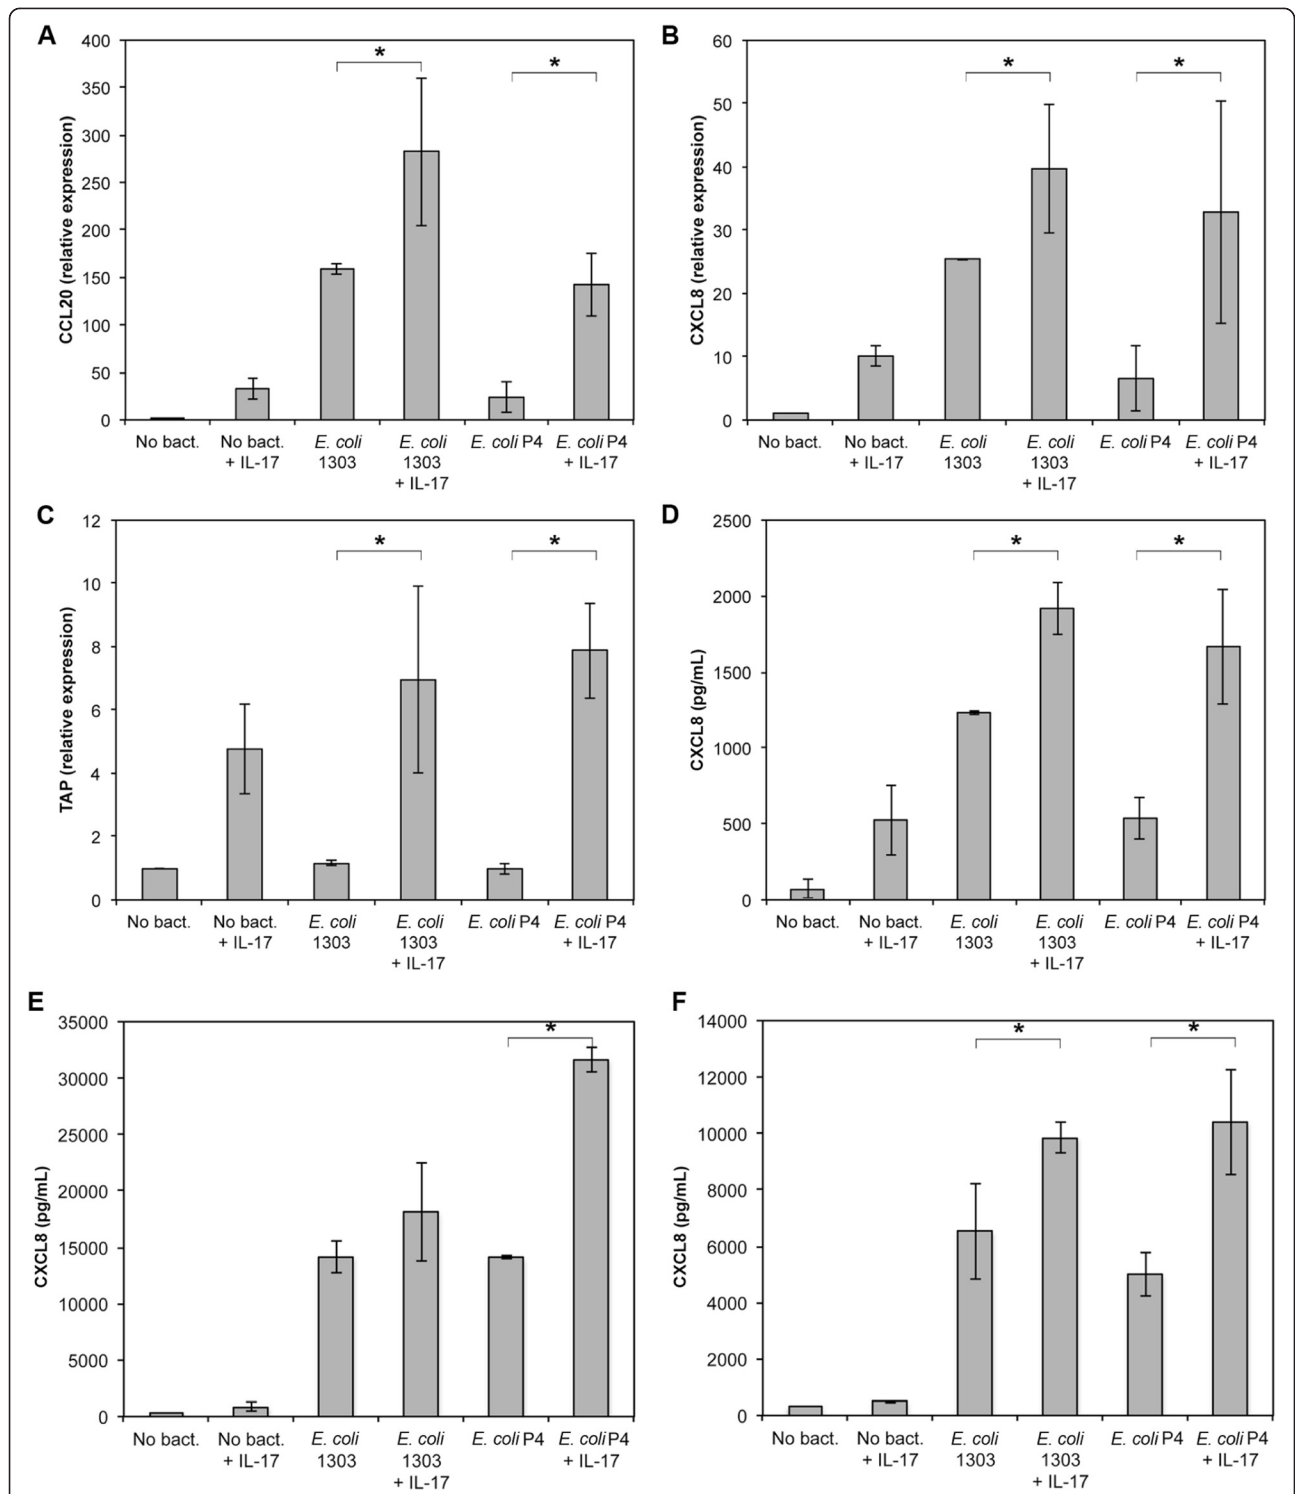 A
400
350
300
250
200
150
100
50
0
CCL20 (relative expression)
*
*
No bact.
No bact.
+ IL-17
E. coli
1303
E. coli
1303
+ IL-17
E. coli P4
E. coli P4
+ IL-17
B
60
50
40
30
20
10
0
CXCL8 (relative expression)
*
*
No bact.
No bact.
+ IL-17
E. coli
1303
E. coli
1303
+ IL-17
E. coli P4
E. coli P4
+ IL-17
C
12
10
8
6
4
2
0
TAP (relative expression)
*
*
No bact.
No bact.
+ IL-17
E. coli
1303
E. coli
1303
+ IL-17
E. coli P4
E. coli P4
+ IL-17
D
2500
2000
1500
1000
500
0
CXCL8 (pg/mL)
*
*
No bact.
No bact.
+ IL-17
E. coli
1303
E. coli
1303
+ IL-17
E. coli P4
E. coli P4
+ IL-17
E
35000
30000
25000
20000
15000
10000
5000
0
CXCL8 (pg/mL)
*
No bact.
No bact.
+ IL-17
E. coli
1303
E. coli
1303
+ IL-17
E. coli P4
E. coli P4
+ IL-17
F
14000
12000
10000
8000
6000
4000
2000
0
CXCL8 (pg/mL)
*
*
No bact.
No bact.
+ IL-17
E. coli
1303
E. coli
1303
+ IL-17
E. coli P4
E. coli P4
+ IL-17